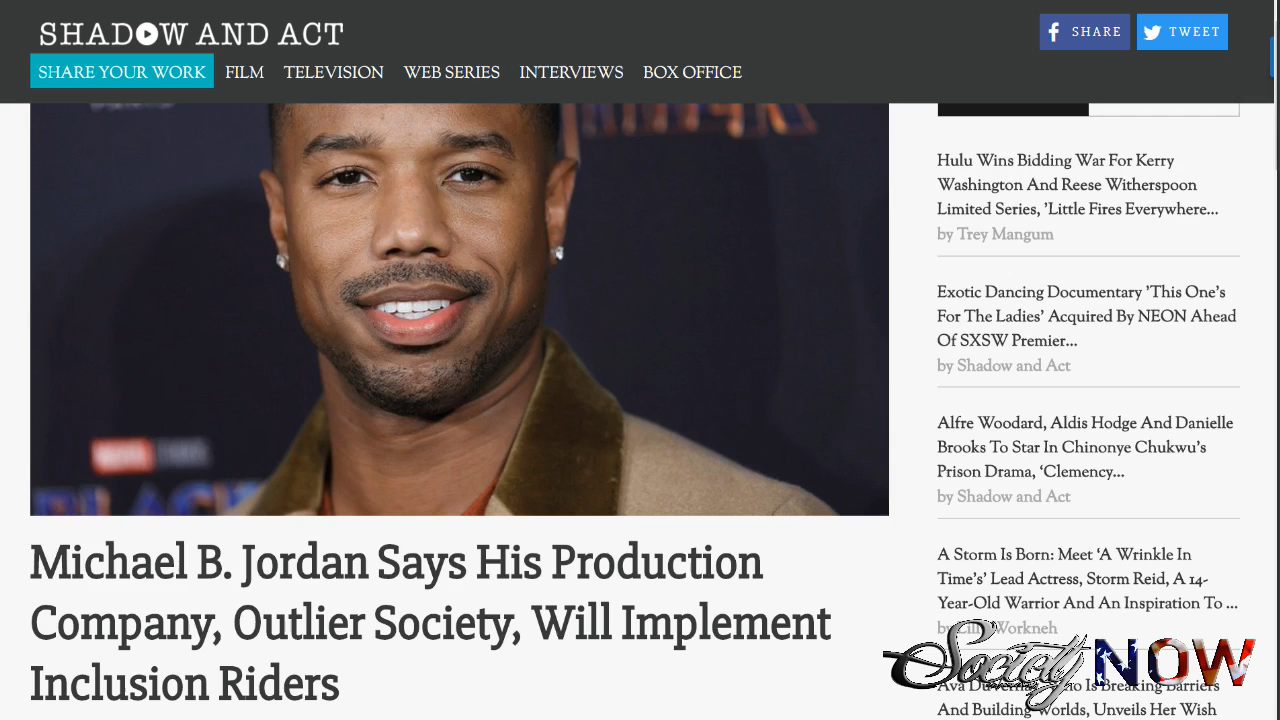 SHADOW AND ACT
SHARE
TWEET
SHARE YOUR WORK
FILM
TELEVISION
WEB SERIES
INTERVIEWS
BOX OFFICE
Michael B. Jordan Says His Production
Company, Outlier Society, Will Implement
Inclusion Riders
Hulu Wins Bidding War For Kerry
Washington And Reese Witherspoon
Limited Series, 'Little Fires Everywhere...
by Trey Mangum
Exotic Dancing Documentary 'This One's
For The Ladies' Acquired By NEON Ahead
Of SXSW Premier...
by Shadow and Act
Alfre Woodard, Aldis Hodge And Danielle
Brooks To Star In Chinonye Chukwu's
Prison Drama, 'Clemency...
by Shadow and Act
A Storm Is Born: Meet 'A Wrinkle In
Time's' Lead Actress, Storm Reid, A 14-
Year-Old Warrior And An Inspiration To ...
by Workneh
Society NOW
Ava Is Breaking Barriers
And Building Worlds, Unveils Her Wish